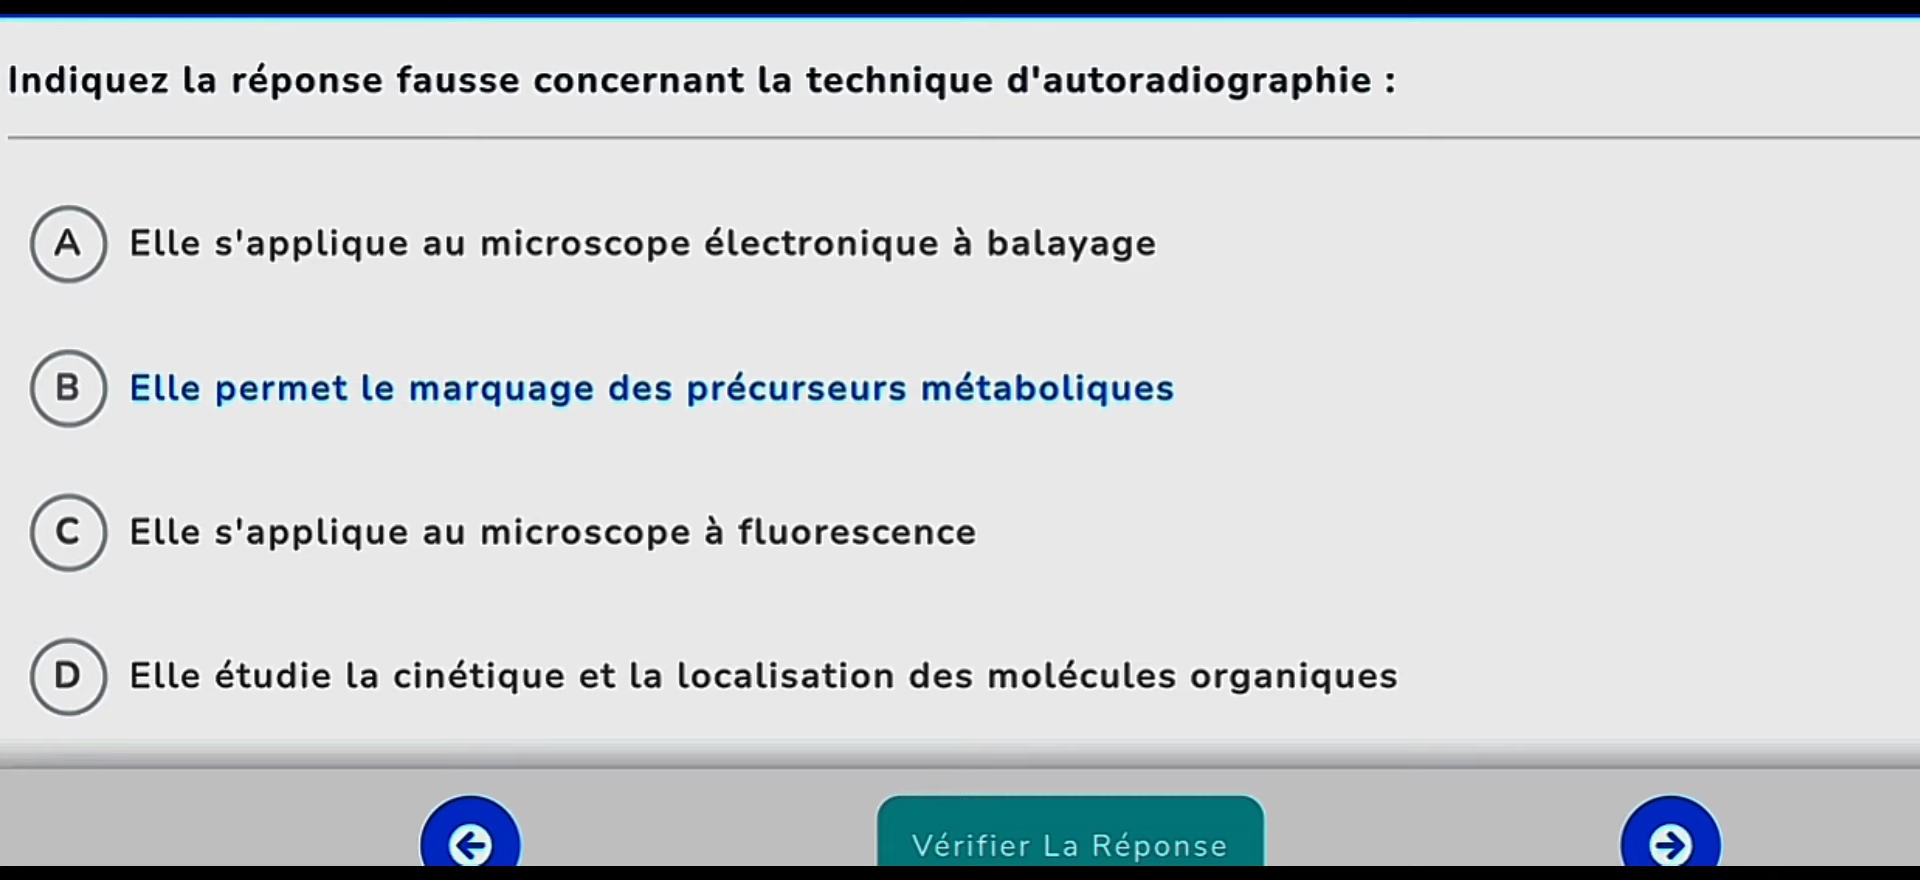 Indiquez la réponse fausse concernant la technique d'autoradiographie :
A Elle s'applique au microscope électronique à balayage
B Elle permet le marquage des précurseurs métaboliques
C Elle s'applique au microscope à fluorescence
D Elle étudie la cinétique et la localisation des molécules organiques
Vérifier La Réponse